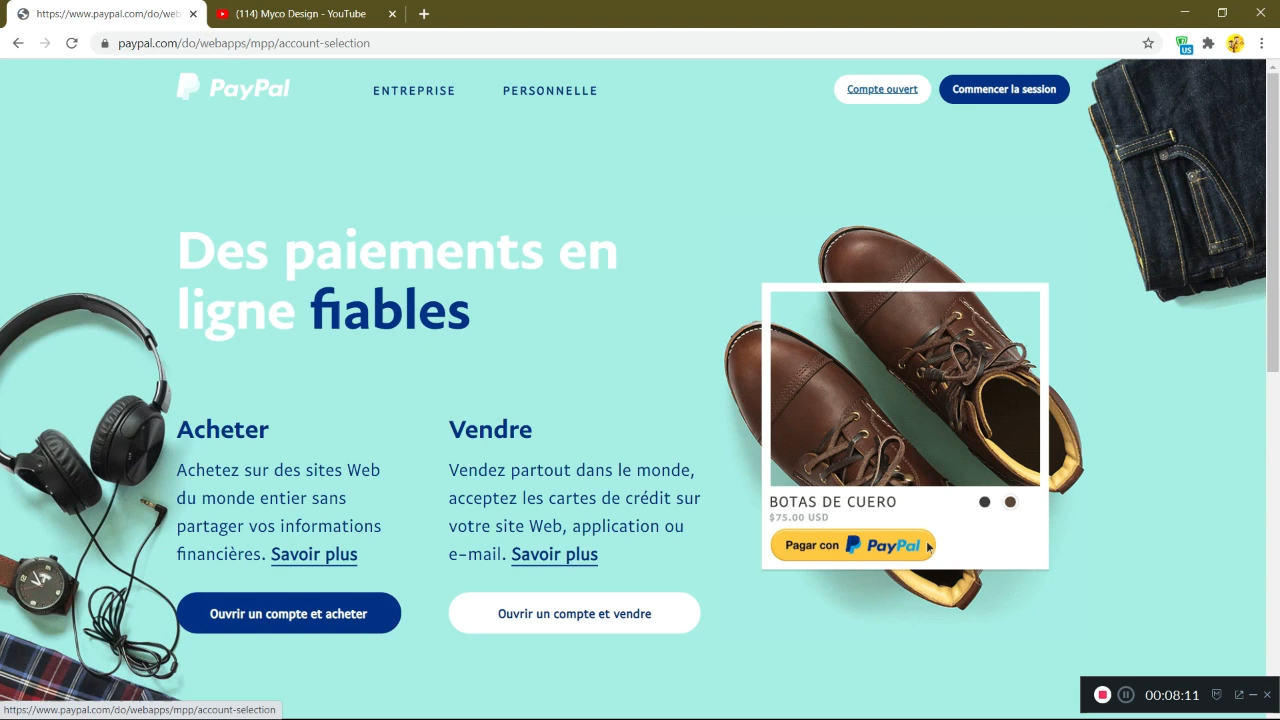 https://www.paypal.com/do/web
(114) Myco Design - YouTube
paypal.com/do/webapps/mpp/account-selection
US
PayPal
ENTREPRISE
PERSONNELLE
Compte ouvert
Commencer la session
Des paiements en
ligne fiables
Acheter
Achetez sur des sites Web
du monde entier sans
partager vos informations
financières. Savoir plus
Ouvrir un compte et acheter
Vendre
Vendez partout dans le monde,
acceptez les cartes de crédit sur
votre site Web, application ou
e-mail. Savoir plus
Ouvrir un compte et vendre
BOTAS DE CUERO
$75.00 USD
Pagar con PayPal
https://www.paypal.com/do/webapps/mpp/account-selection
00:08:11